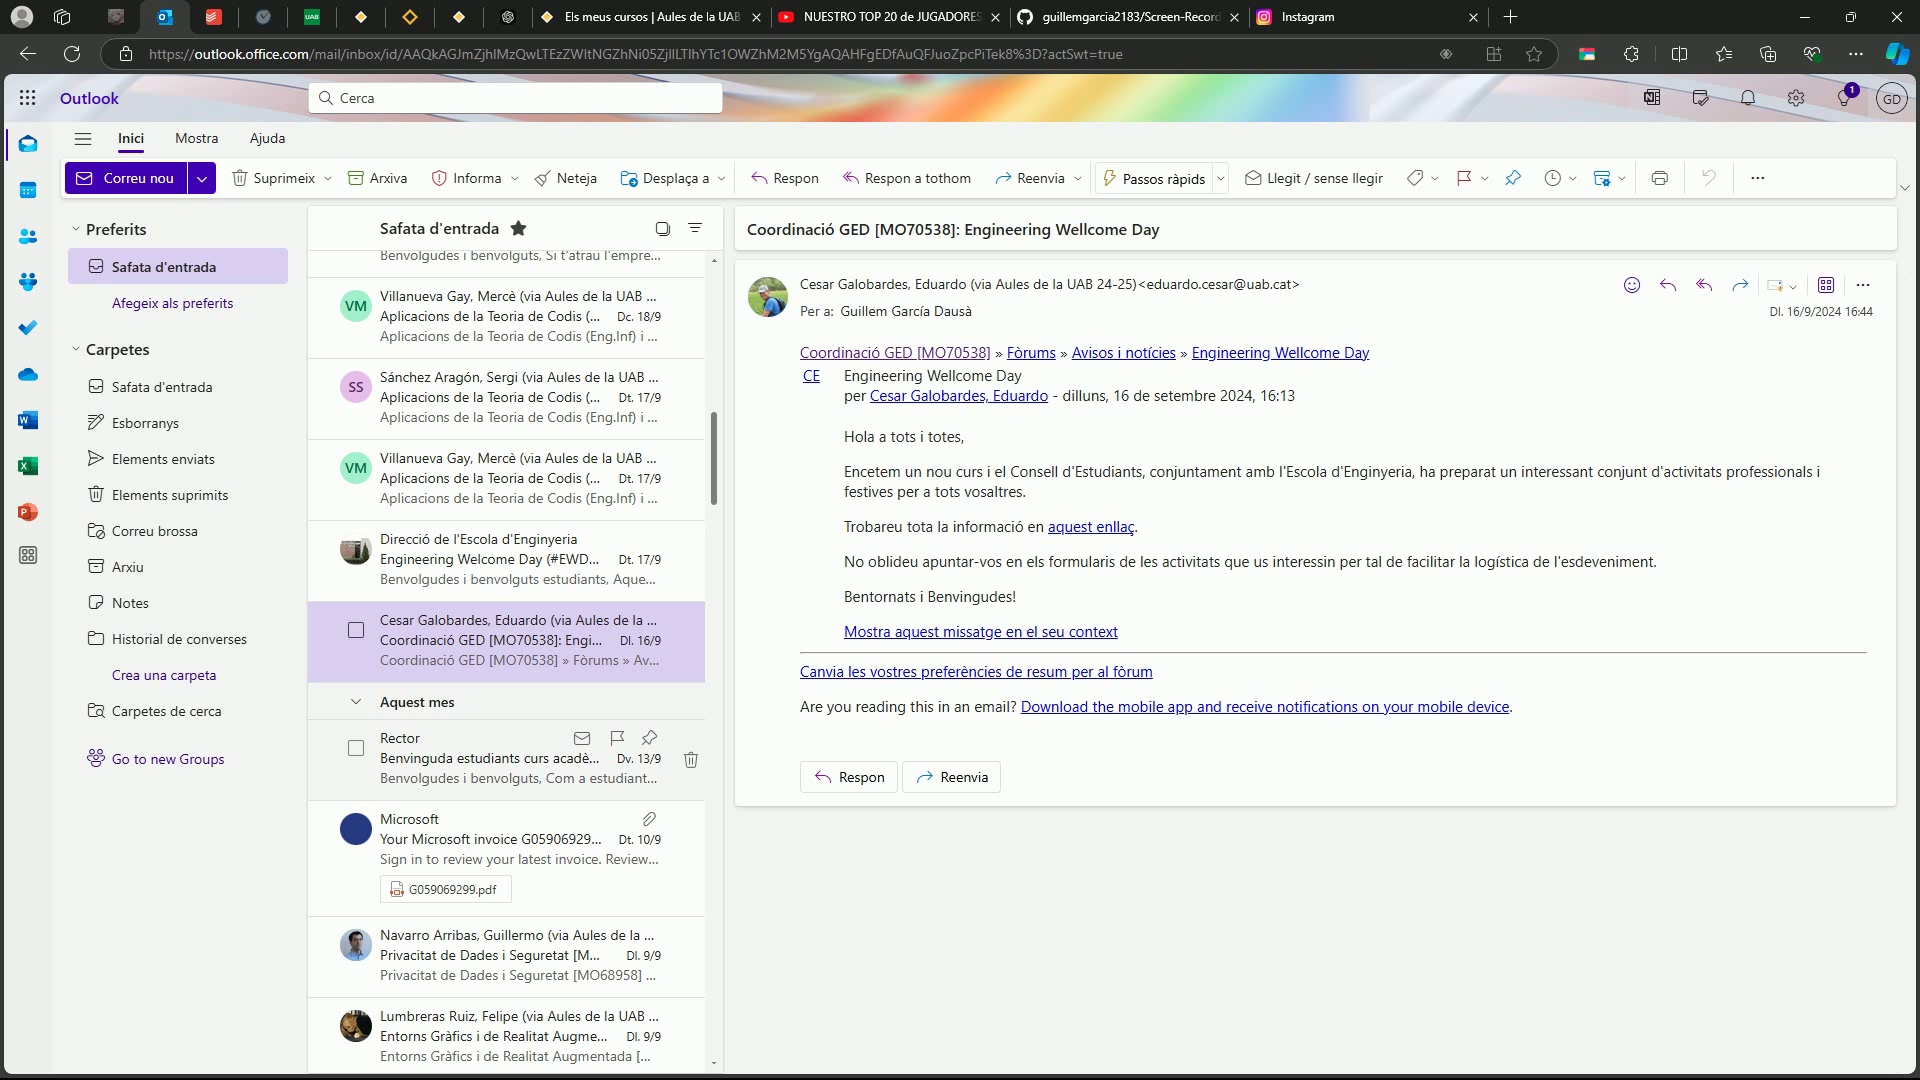 Els meus cursos | Aules de la UAB
NUESTRO TOP 20 de JUGADORES
guillemgarcia2183/Screen-Record
Instagram
https://outlook.office.com/mail/inbox/id/AAQkAGJmZjhlMzQwLTEzZWItNGZhNi05ZjllLTlhYTc1OWZhM2M5YgAQAHFgEDfAuQFJuoZpcPiTek8%3D?actSwt=true
Outlook
Cerca
1
GD
Inici
Mostra
Ajuda
Correu nou
Suprimeix
Arxiva
Informa
Neteja
Desplaça a
Respon
Respon a tothom
Reenvia
Passos ràpids
Llegit / sense llegir
Preferits
Safata d'entrada
Afegeix als preferits
Carpetes
Safata d'entrada
Esborranys
Elements enviats
Elements suprimits
Correu brossa
Arxiu
Notes
Historial de converses
Crea una carpeta
Carpetes de cerca
Go to new Groups
Safata d'entrada
Benvolgudes i benvolguts, Si t'atrau l'empre...
VM
Villanueva Gay, Mercè (via Aules de la UAB ...
Aplicacions de la Teoria de Codis (... Dc. 18/9
Aplicacions de la Teoria de Codis (Eng.Inf) i ...
SS
Sánchez Aragón, Sergi (via Aules de la UAB ...
Aplicacions de la Teoria de Codis (... Dt. 17/9
Aplicacions de la Teoria de Codis (Eng.Inf) i ...
VM
Villanueva Gay, Mercè (via Aules de la UAB ...
Aplicacions de la Teoria de Codis (... Dt. 17/9
Aplicacions de la Teoria de Codis (Eng.Inf) i ...
Direcció de l'Escola d'Enginyeria
Engineering Welcome Day (#EWD... Dt. 17/9
Benvolgudes i benvolguts estudiants, Aque...
Cesar Galobardes, Eduardo (via Aules de la ...
Coordinació GED [MO70538]: Engi... Dl. 16/9
Coordinació GED [MO70538] » Fòrums » Av...
Aquest mes
Rector
Benvinguda estudiants curs acadè... Dv. 13/9
Benvolgudes i benvolguts, Com a estudiant...
Microsoft
Your Microsoft invoice G05906929... Dt. 10/9
Sign in to review your latest invoice. Review...
G059069299.pdf
Navarro Arribas, Guillermo (via Aules de la ...
Privacitat de Dades i Seguretat [M... Dl. 9/9
Privacitat de Dades i Seguretat [MO68958] ...
Lumbreras Ruiz, Felipe (via Aules de la UAB ...
Entorns Gràfics i de Realitat Augme... Dl. 9/9
Entorns Gràfics i de Realitat Augmentada [...
Coordinació GED [MO70538]: Engineering Wellcome Day
Cesar Galobardes, Eduardo (via Aules de la UAB 24-25)<eduardo.cesar@uab.cat>
Per a: Guillem García Dausà
Dl. 16/9/2024 16:44
Coordinació GED [MO70538] » Fòrums » Avisos i notícies » Engineering Wellcome Day
CE
Engineering Wellcome Day
per Cesar Galobardes, Eduardo - dilluns, 16 de setembre 2024, 16:13
Hola a tots i totes,
Encetem un nou curs i el Consell d'Estudiants, conjuntament amb l'Escola d'Enginyeria, ha preparat un interessant conjunt d'activitats professionals i
festives per a tots vosaltres.
Trobareu tota la informació en aquest enllaç.
No oblideu apuntar-vos en els formularis de les activitats que us interessin per tal de facilitar la logística de l'esdeveniment.
Bentornats i Benvingudes!
Mostra aquest missatge en el seu context
Canvia les vostres preferències de resum per al fòrum
Are you reading this in an email? Download the mobile app and receive notifications on your mobile device.
Respon
Reenvia